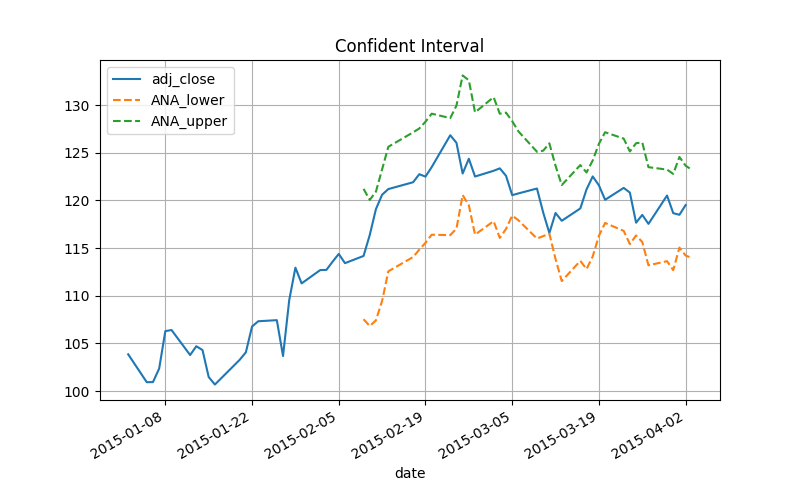 Confident Interval
adj_close
ANA_lower
ANA_upper
130
125
120
115
110
105
100
2015-01-08
2015-01-22
2015-02-05
2015-02-19
2015-03-05
2015-03-19
2015-04-02
date